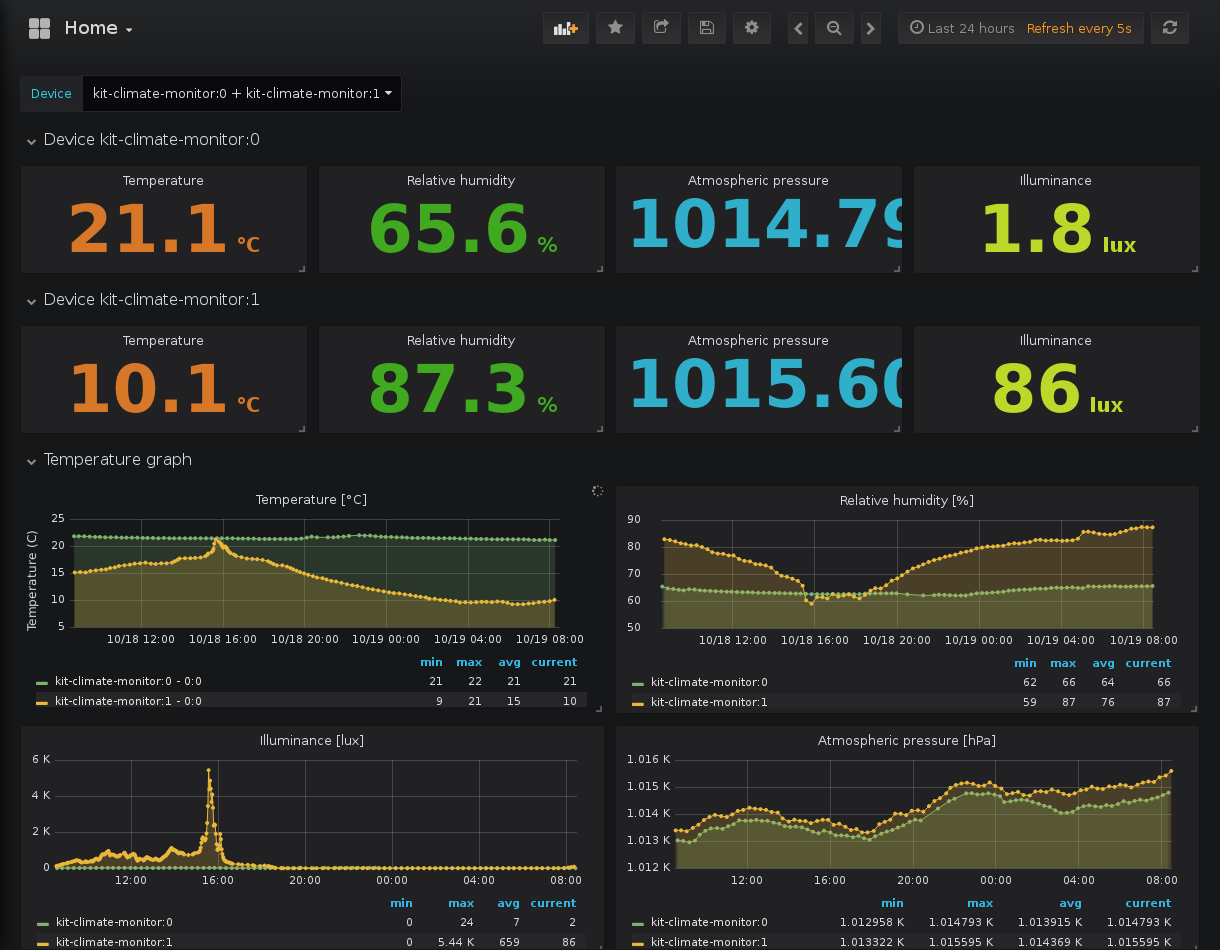 Home
Last 24 hours Refresh every 5s
Device kit-climate-monitor:0 + kit-climate-monitor:1
Device kit-climate-monitor:0
Temperature Relative humidity Atmospheric pressure Illuminance
21.1 °C 65.6 % 1014.79 1.8 lux
Device kit-climate-monitor:1
Temperature Relative humidity Atmospheric pressure Illuminance
10.1 °C 87.3 % 1015.60 86 lux
Temperature graph
Temperature [°C]
Temperature (C)
25
20
15
10
5
10/18 12:00 10/18 16:00 10/18 20:00 10/19 00:00 10/19 04:00 10/19 08:00
min max avg current
kit-climate-monitor:0 - 0:0 21 22 21 21
kit-climate-monitor:1 - 0:0 9 21 15 10
Relative humidity [%]
90
80
70
60
50
10/18 12:00 10/18 16:00 10/18 20:00 10/19 00:00 10/19 04:00 10/19 08:00
min max avg current
kit-climate-monitor:0 62 66 64 66
kit-climate-monitor:1 59 87 76 87
Illuminance [lux]
6 K
4 K
2 K
0
12:00 16:00 20:00 00:00 04:00 08:00
min max avg current
kit-climate-monitor:0 0 24 7 2
kit-climate-monitor:1 0 5.44 K 659 86
Atmospheric pressure [hPa]
1.016 K
1.015 K
1.014 K
1.013 K
1.012 K
12:00 16:00 20:00 00:00 04:00 08:00
min max avg current
kit-climate-monitor:0 1.012958 K 1.014793 K 1.013915 K 1.014793 K
kit-climate-monitor:1 1.013322 K 1.015595 K 1.014369 K 1.015595 K